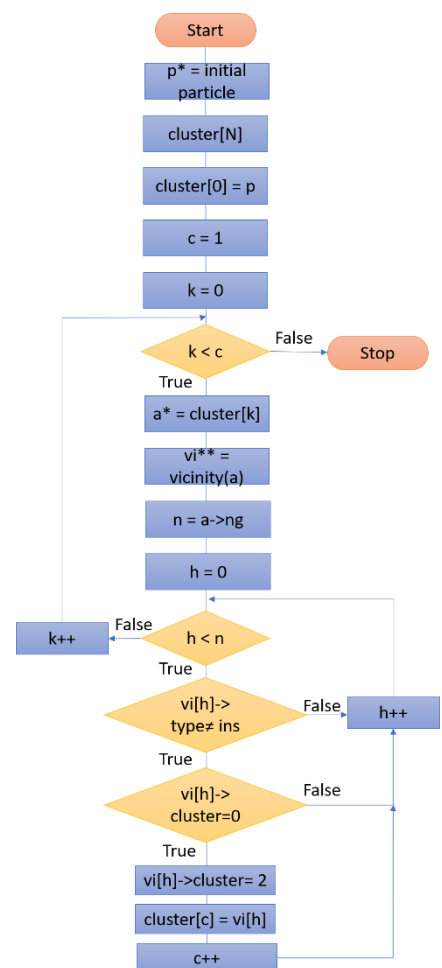 Start
p* = initial
particle
cluster[N]
cluster[0] = p
c = 1
k = 0
k < c
False
Stop
True
a* = cluster[k]
vi** =
vicinity(a)
n = a->ng
h = 0
h < n
False
k++
True
vi[h]->
type≠ ins
False
h++
True
vi[h]->
cluster=0
False
True
vi[h]->cluster= 2
cluster[c] = vi[h]
c++